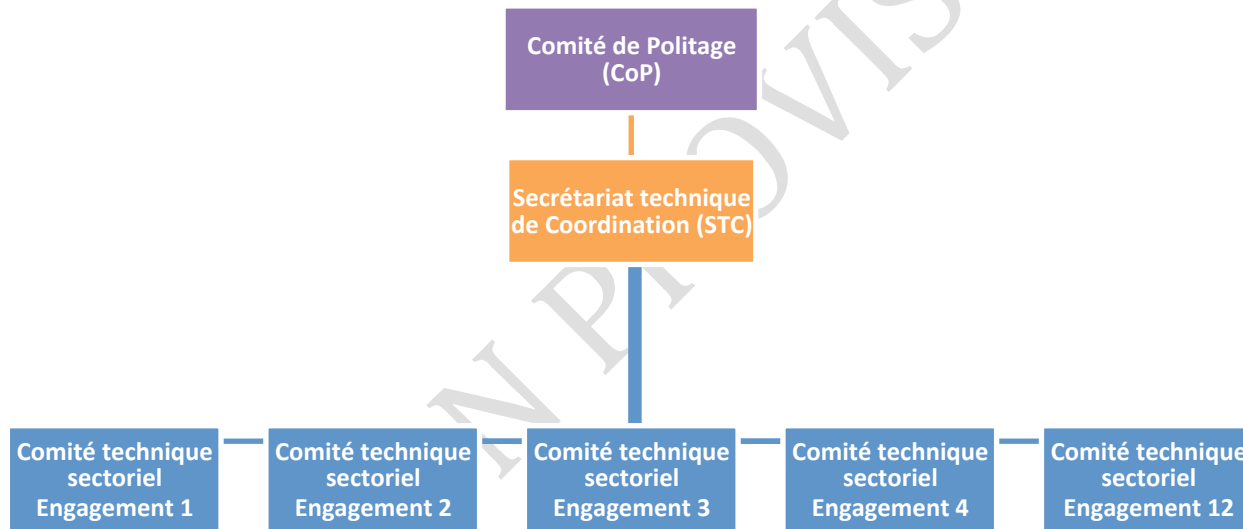 Comité de Politage
(CoP)
Secrétariat technique
de Coordination (STC)
Comité technique
sectoriel
Engagement 1
Comité technique
sectoriel
Engagement 2
Comité technique
sectoriel
Engagement 3
Comité technique
sectoriel
Engagement 4
Comité technique
sectoriel
Engagement 12